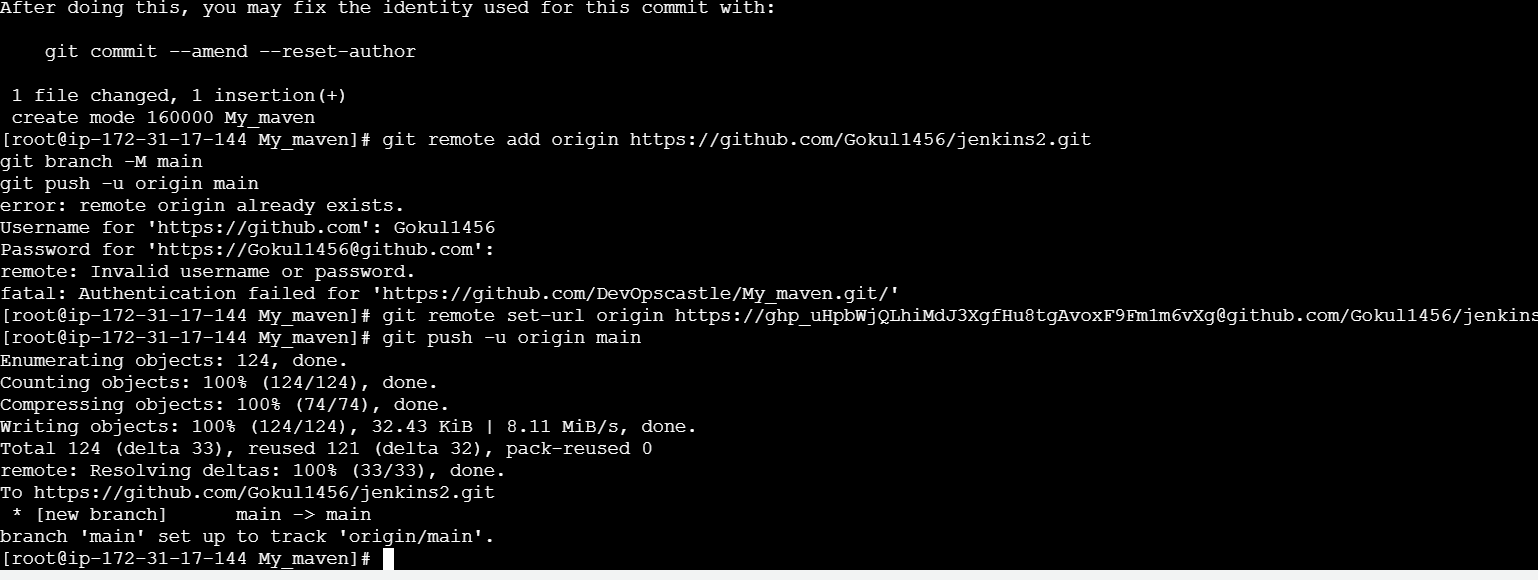 After doing this, you may fix the identity used for this commit with:
git commit --amend --reset-author
1 file changed, 1 insertion(+)
create mode 160000 My_maven
[root@ip-172-31-17-144 My_maven]# git remote add origin https://github.com/Gokul1456/jenkins2.git
git branch -M main
git push -u origin main
error: remote origin already exists.
Username for 'https://github.com': Gokul1456
Password for 'https://Gokul1456@github.com':
remote: Invalid username or password.
fatal: Authentication failed for 'https://github.com/DevOpscastle/My_maven.git/'
[root@ip-172-31-17-144 My_maven]# git remote set-url origin https://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@github.com/Gokul1456/jenkins
[root@ip-172-31-17-144 My_maven]# git push -u origin main
Enumerating objects: 124, done.
Counting objects: 100% (124/124), done.
Compressing objects: 100% (74/74), done.
Writing objects: 100% (124/124), 32.43 KiB | 8.11 MiB/s, done.
Total 124 (delta 33), reused 121 (delta 32), pack-reused 0
remote: Resolving deltas: 100% (33/33), done.
To https://github.com/Gokul1456/jenkins2.git
* [new branch]      main -> main
branch 'main' set up to track 'origin/main'.
[root@ip-172-31-17-144 My_maven]#